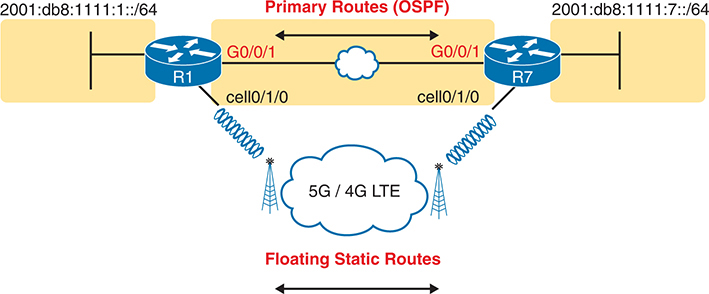 2001:db8:1111:1::/64
Primary Routes (OSPF)
2001:db8:1111:7::/64
G0/0/1
G0/0/1
R1
R7
cell0/1/0
cell0/1/0
5G / 4G LTE
Floating Static Routes